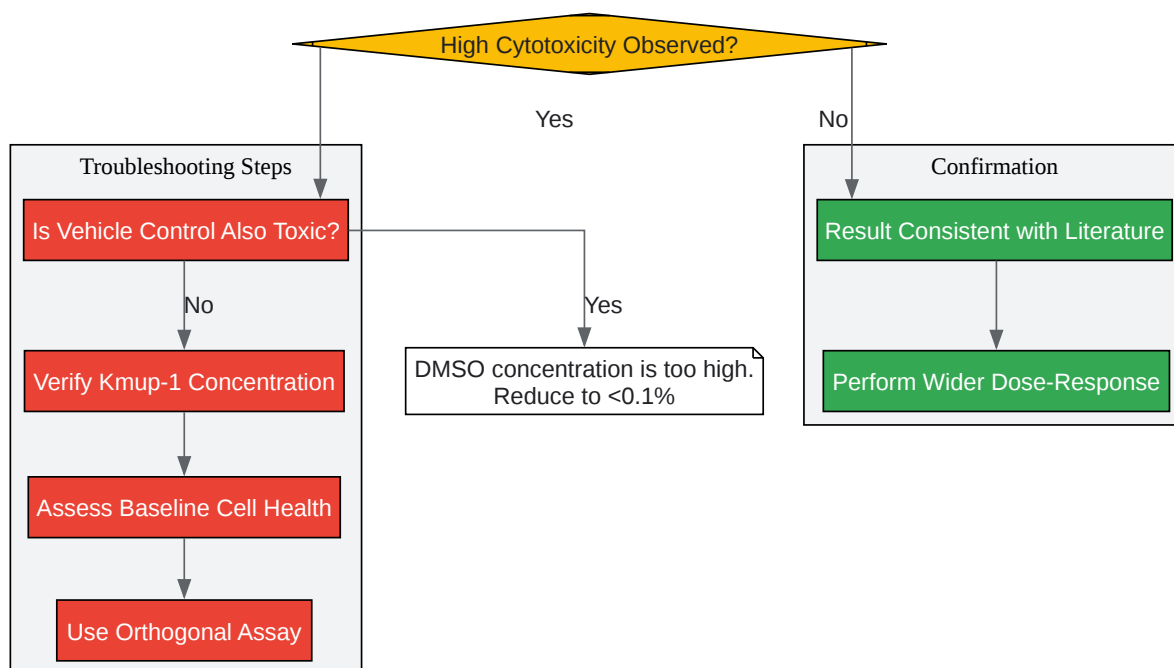 High Cytotoxicity Observed?
Yes
No
Troubleshooting Steps
Is Vehicle Control Also Toxic?
No
Verify Kmup-1 Concentration
Assess Baseline Cell Health
Use Orthogonal Assay
Yes
DMSO concentration is too high.
Reduce to <0.1%
Confirmation
Result Consistent with Literature
Perform Wider Dose-Response